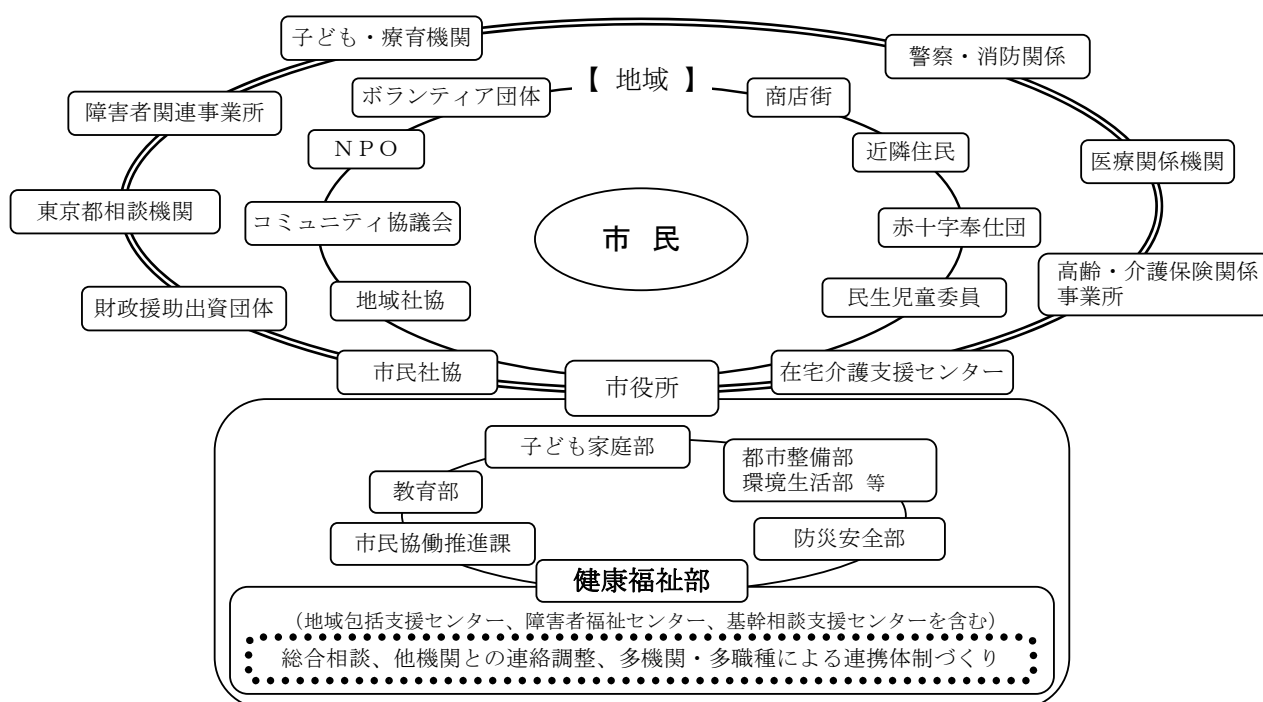 子ども・療育機関
警察・消防関係
【 地域 】
ボランティア団体
商店街
障害者関連事業所
NPO
近隣住民
医療関係機関
東京都相談機関
コミュニティ協議会
市 民
赤十字奉仕団
高齢・介護保険関係
事業所
財政援助出資団体
地域社協
民生児童委員
市民社協
市役所
在宅介護支援センター
子ども家庭部
都市整備部
環境生活部 等
教育部
市民協働推進課
防災安全部
健康福祉部
（地域包括支援センター、障害者福祉センター、基幹相談支援センターを含む）
総合相談、他機関との連絡調整、多機関・多職種による連携体制づくり